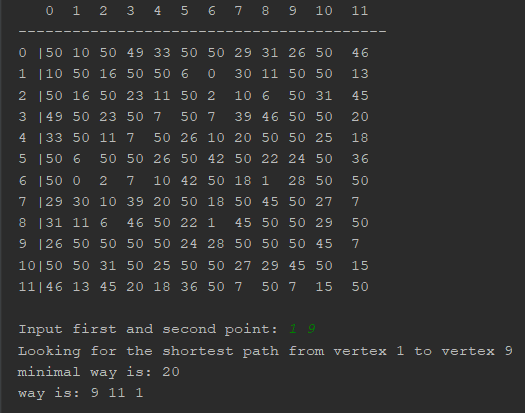 0 1 2 3 4 5 6 7 8 9 10 11
-----------------------------------------
0 |50 10 50 49 33 50 50 29 31 26 50 46
1 |10 50 16 50 50 6 0 30 11 50 50 13
2 |50 16 50 23 11 50 2 10 6 50 31 45
3 |49 50 23 50 7 50 7 39 46 50 50 20
4 |33 50 11 7 50 26 10 20 50 50 25 18
5 |50 6 50 50 26 50 42 50 22 24 50 36
6 |50 0 2 7 10 42 50 18 1 28 50 50
7 |29 30 10 39 20 50 18 50 45 50 27 7
8 |31 11 6 46 50 22 1 45 50 50 29 50
9 |26 50 50 50 50 24 28 50 50 50 45 7
10|50 50 31 50 25 50 50 27 29 45 50 15
11|46 13 45 20 18 36 50 7 50 7 15 50
Input first and second point: 1 9
Looking for the shortest path from vertex 1 to vertex 9
minimal way is: 20
way is: 9 11 1